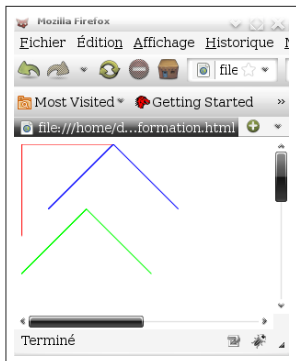 Mozilla Firefox
Fichier Édition Affichage Historique
file
Most Visited Getting Started »
file:///home/d...formation.html
Terminé